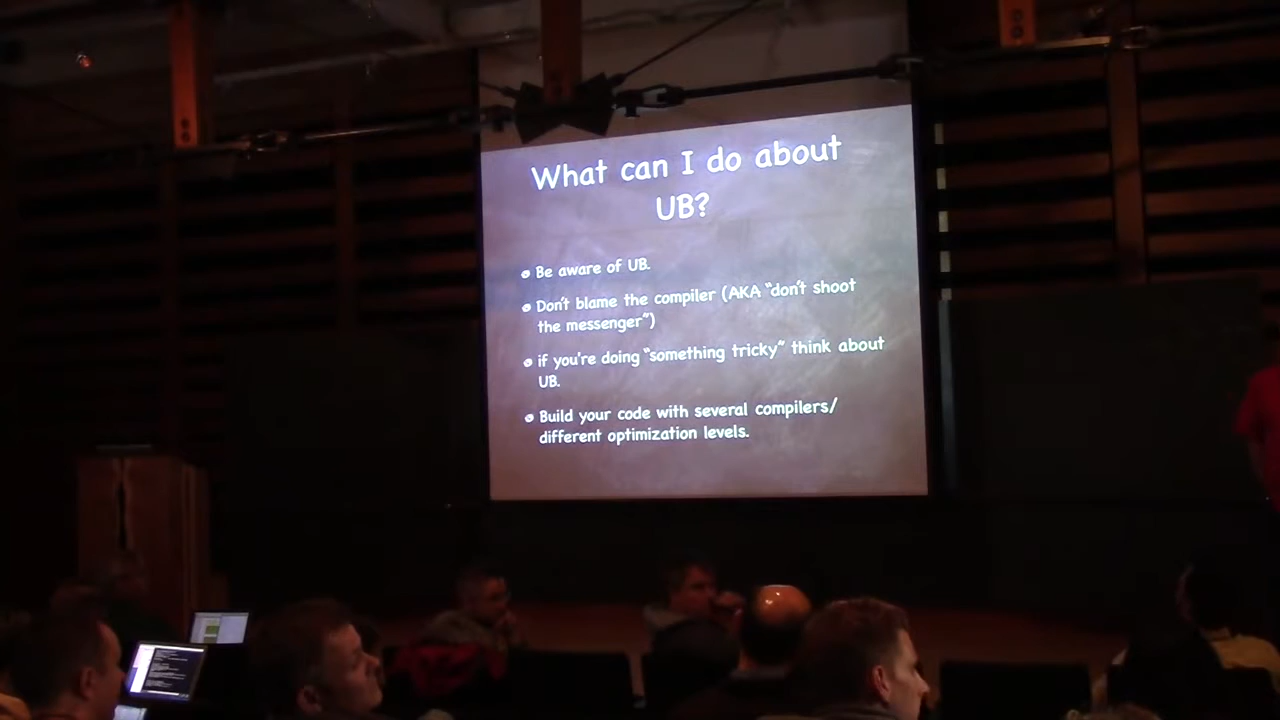 What can I do about
UB?
Be aware of UB.
Don't blame the compiler (AKA "don't shoot
the messenger")
if you're doing "something tricky" think about
UB.
Build your code with several compilers/
different optimization levels.